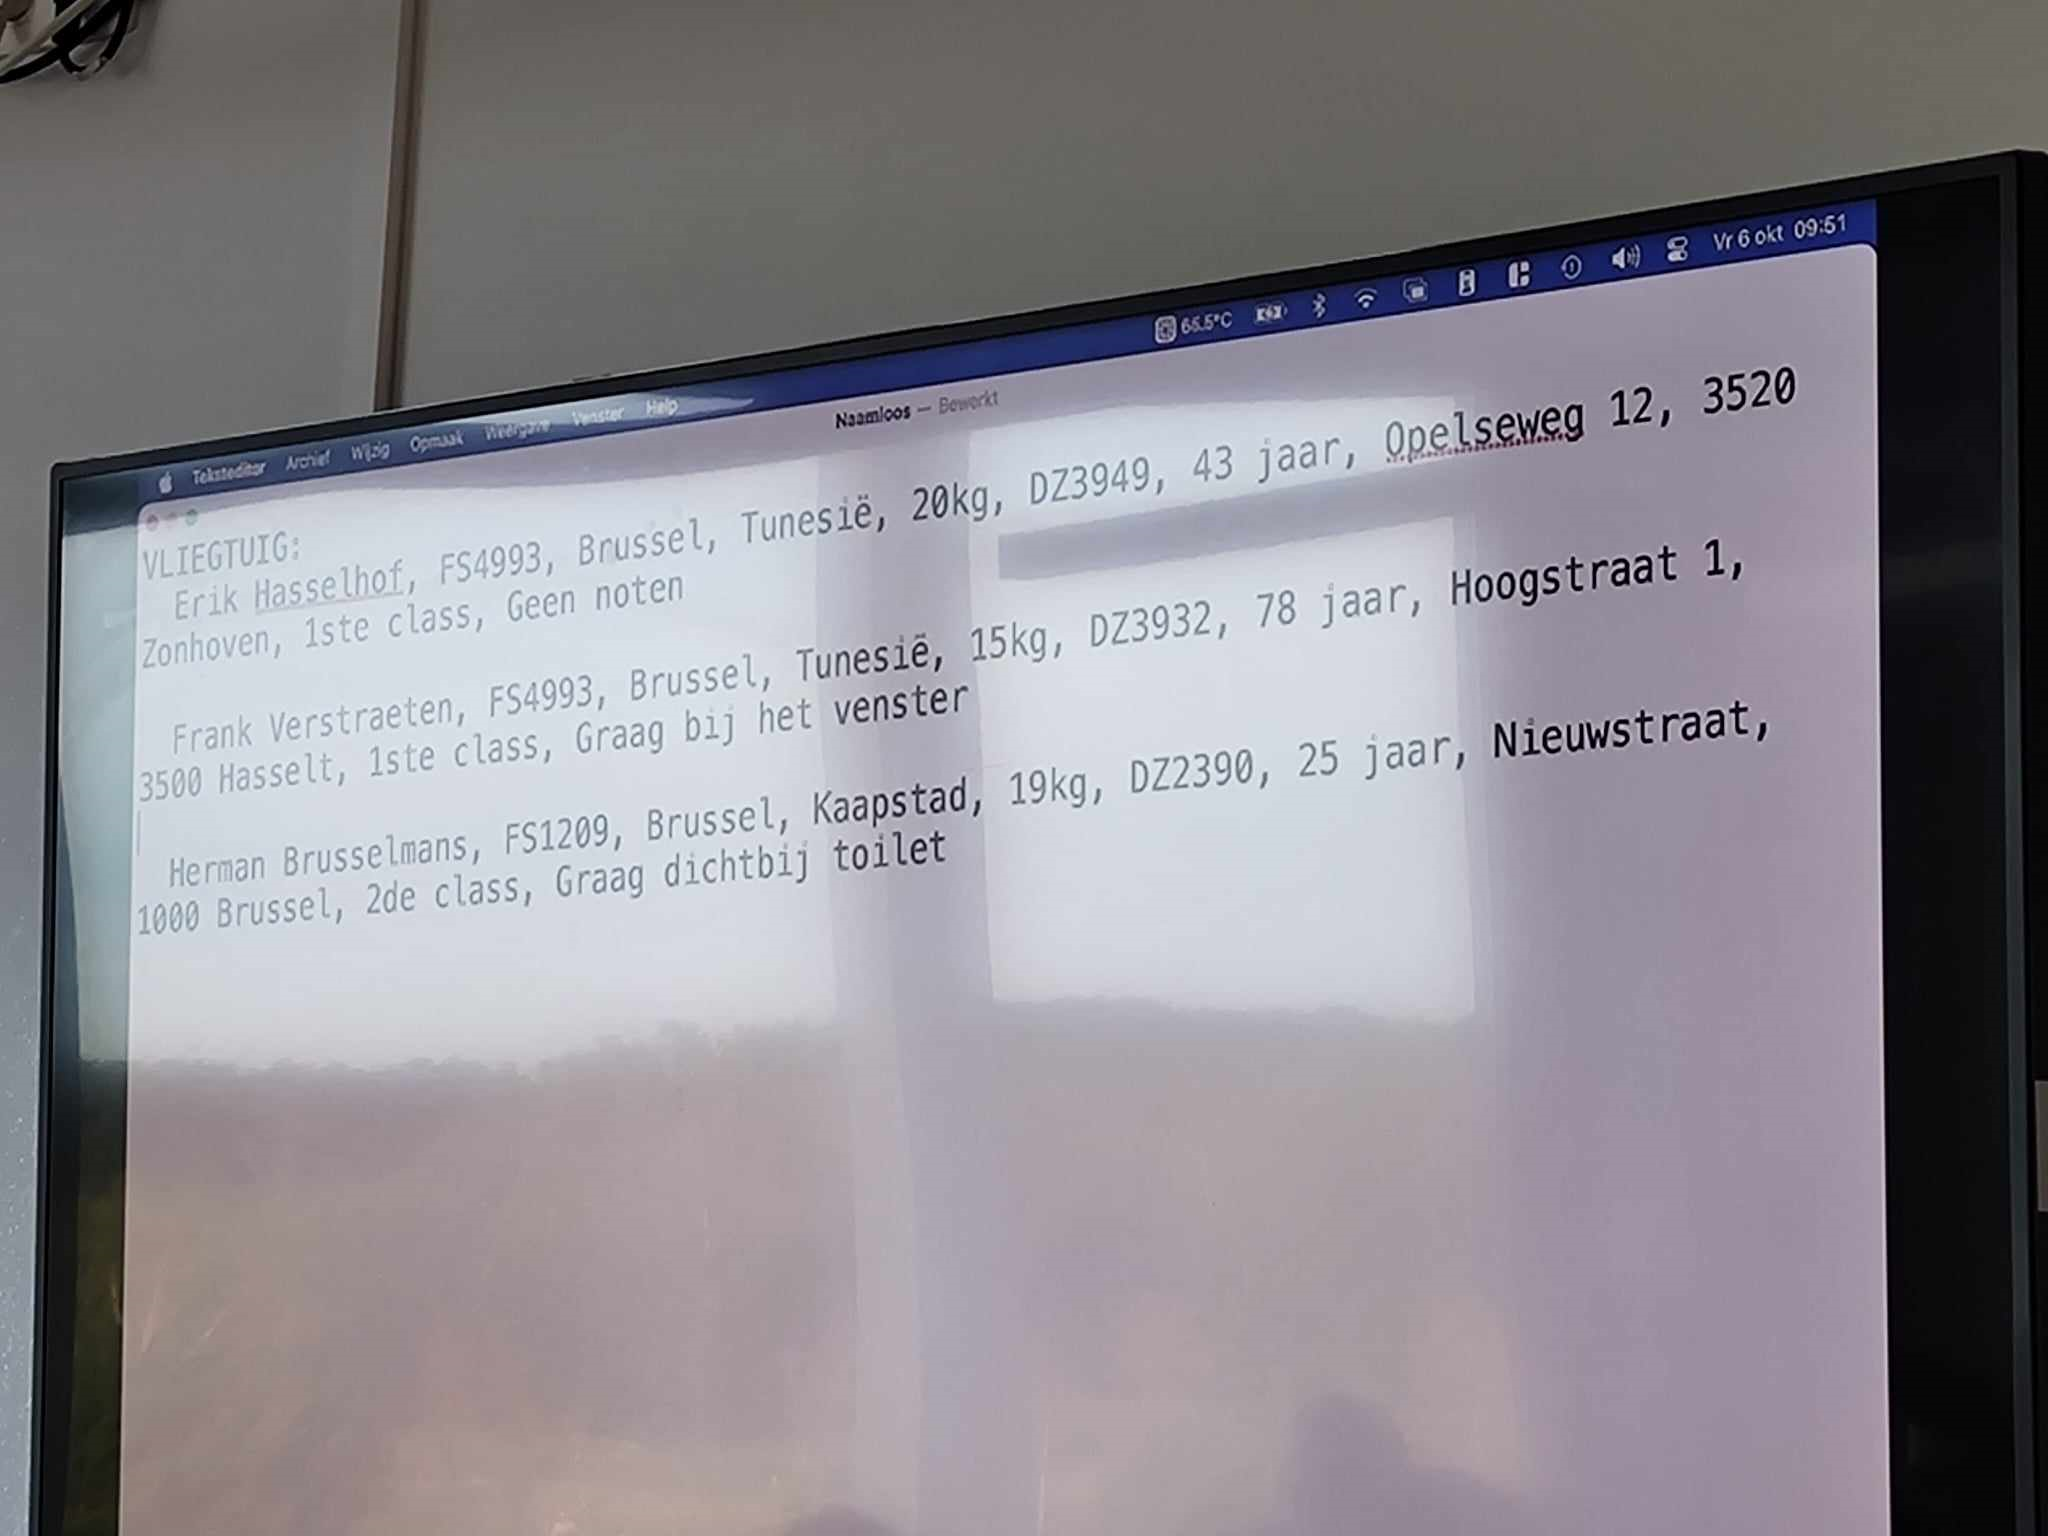 Teksteditor Archief Wijzig Opmaak Weergave Venster Help 65.5°C Vr 6 okt 09:51
Naamloos — Bewerkt
VLIEGTUIG:
Erik Hasselhof, FS4993, Brussel, Tunesië, 20kg, DZ3949, 43 jaar, Opelseweg 12, 3520
Zonhoven, 1ste class, Geen noten
Frank Verstraeten, FS4993, Brussel, Tunesië, 15kg, DZ3932, 78 jaar, Hoogstraat 1,
3500 Hasselt, 1ste class, Graag bij het venster
Herman Brusselmans, FS1209, Brussel, Kaapstad, 19kg, DZ2390, 25 jaar, Nieuwstraat,
1000 Brussel, 2de class, Graag dichtbij toilet